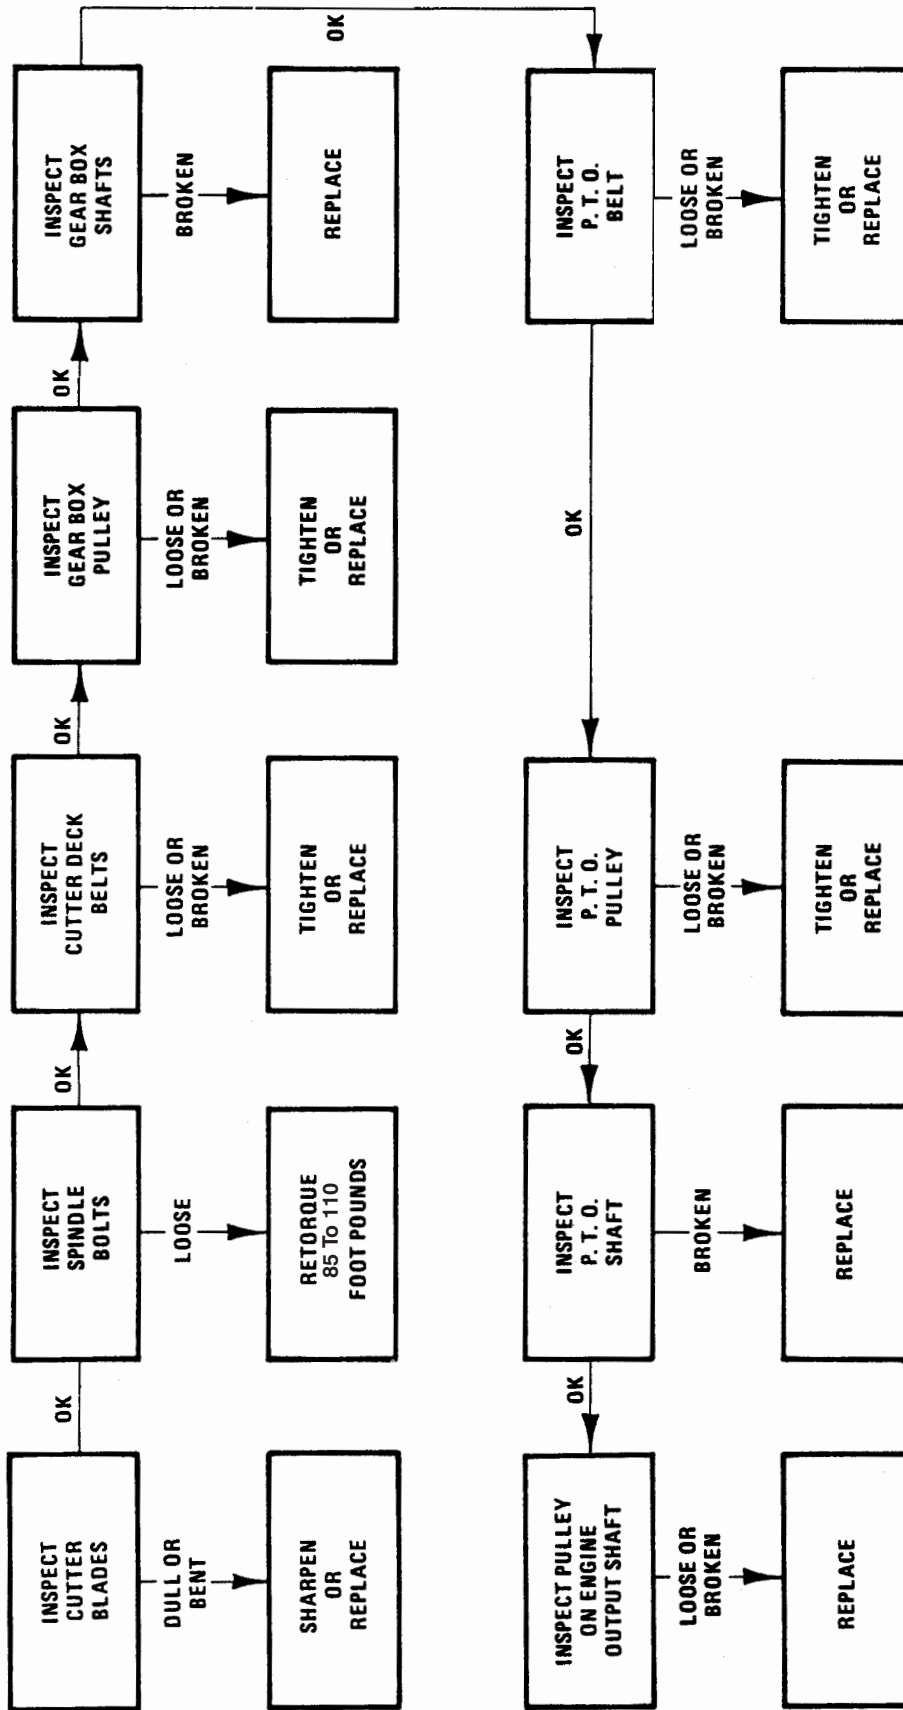 INSPECT
CUTTER
BLADES
OK
DULL OR
BENT
SHARPEN
OR
REPLACE
INSPECT
SPINDLE
BOLTS
OK
LOOSE
RETORQUE
85 To 110
FOOT POUNDS
INSPECT
CUTTER DECK
BELTS
OK
LOOSE OR
BROKEN
TIGHTEN
OR
REPLACE
INSPECT
GEAR BOX
PULLEY
OK
LOOSE OR
BROKEN
TIGHTEN
OR
REPLACE
INSPECT
GEAR BOX
SHAFTS
OK
BROKEN
REPLACE
INSPECT
P. T. O.
BELT
OK
LOOSE OR
BROKEN
TIGHTEN
OR
REPLACE
INSPECT
P. T. O.
PULLEY
OK
LOOSE OR
BROKEN
TIGHTEN
OR
REPLACE
INSPECT
P. T. O.
SHAFT
OK
BROKEN
REPLACE
INSPECT PULLEY
ON ENGINE
OUTPUT SHAFT
LOOSE OR
BROKEN
REPLACE